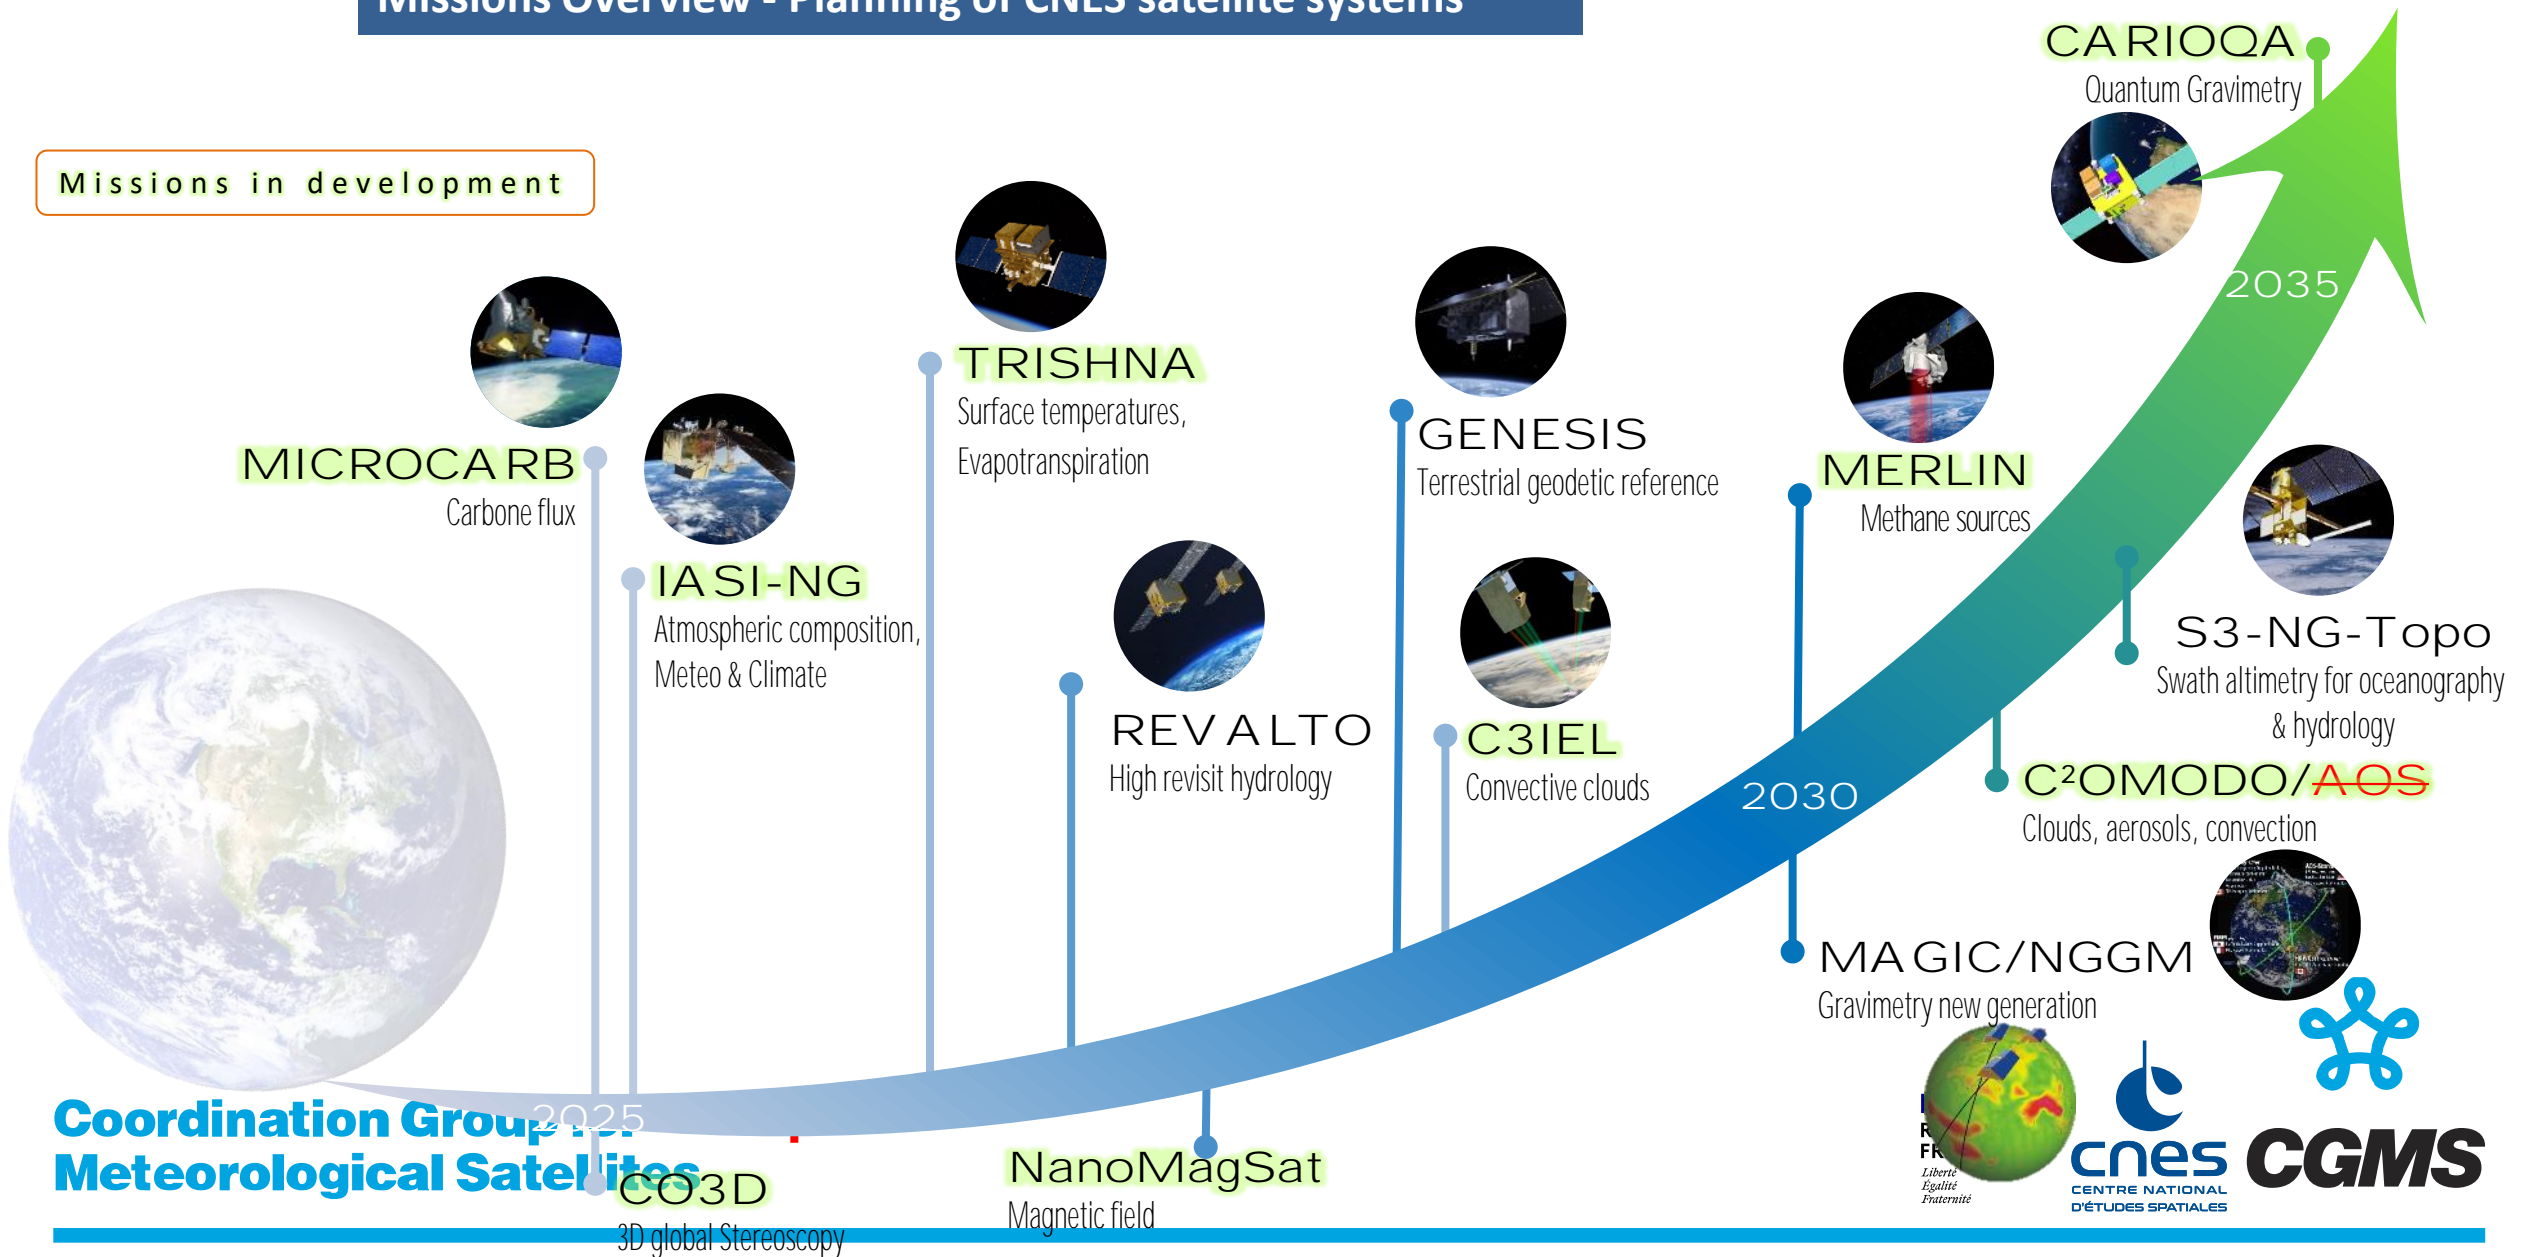 Missions Overview - Planning of CNES satellite systems
CARIOQA
Quantum Gravimetry
Missions in development
2035
TRISHNA
Surface temperatures,
Evapotranspiration
GENESIS
Terrestrial geodetic reference
MICROCARB
Carbone flux
MERLIN
Methane sources
IASI-NG
Atmospheric composition,
Meteo & Climate
S3-NG-Topo
Swath altimetry for oceanography
& hydrology
REVALTO
High revisit hydrology
C3IEL
Convective clouds
2030
C²OMODO/AOS
Clouds, aerosols, convection
MAGIC/NGGM
Gravimetry new generation
2025
Coordination Group for
Meteorological Satellites
CO3D
3D global Stereoscopy
NanoMagSat
Magnetic field
Liberté
Égalité
Fraternité
cnes
CENTRE NATIONAL
D'ÉTUDES SPATIALES
CGMS